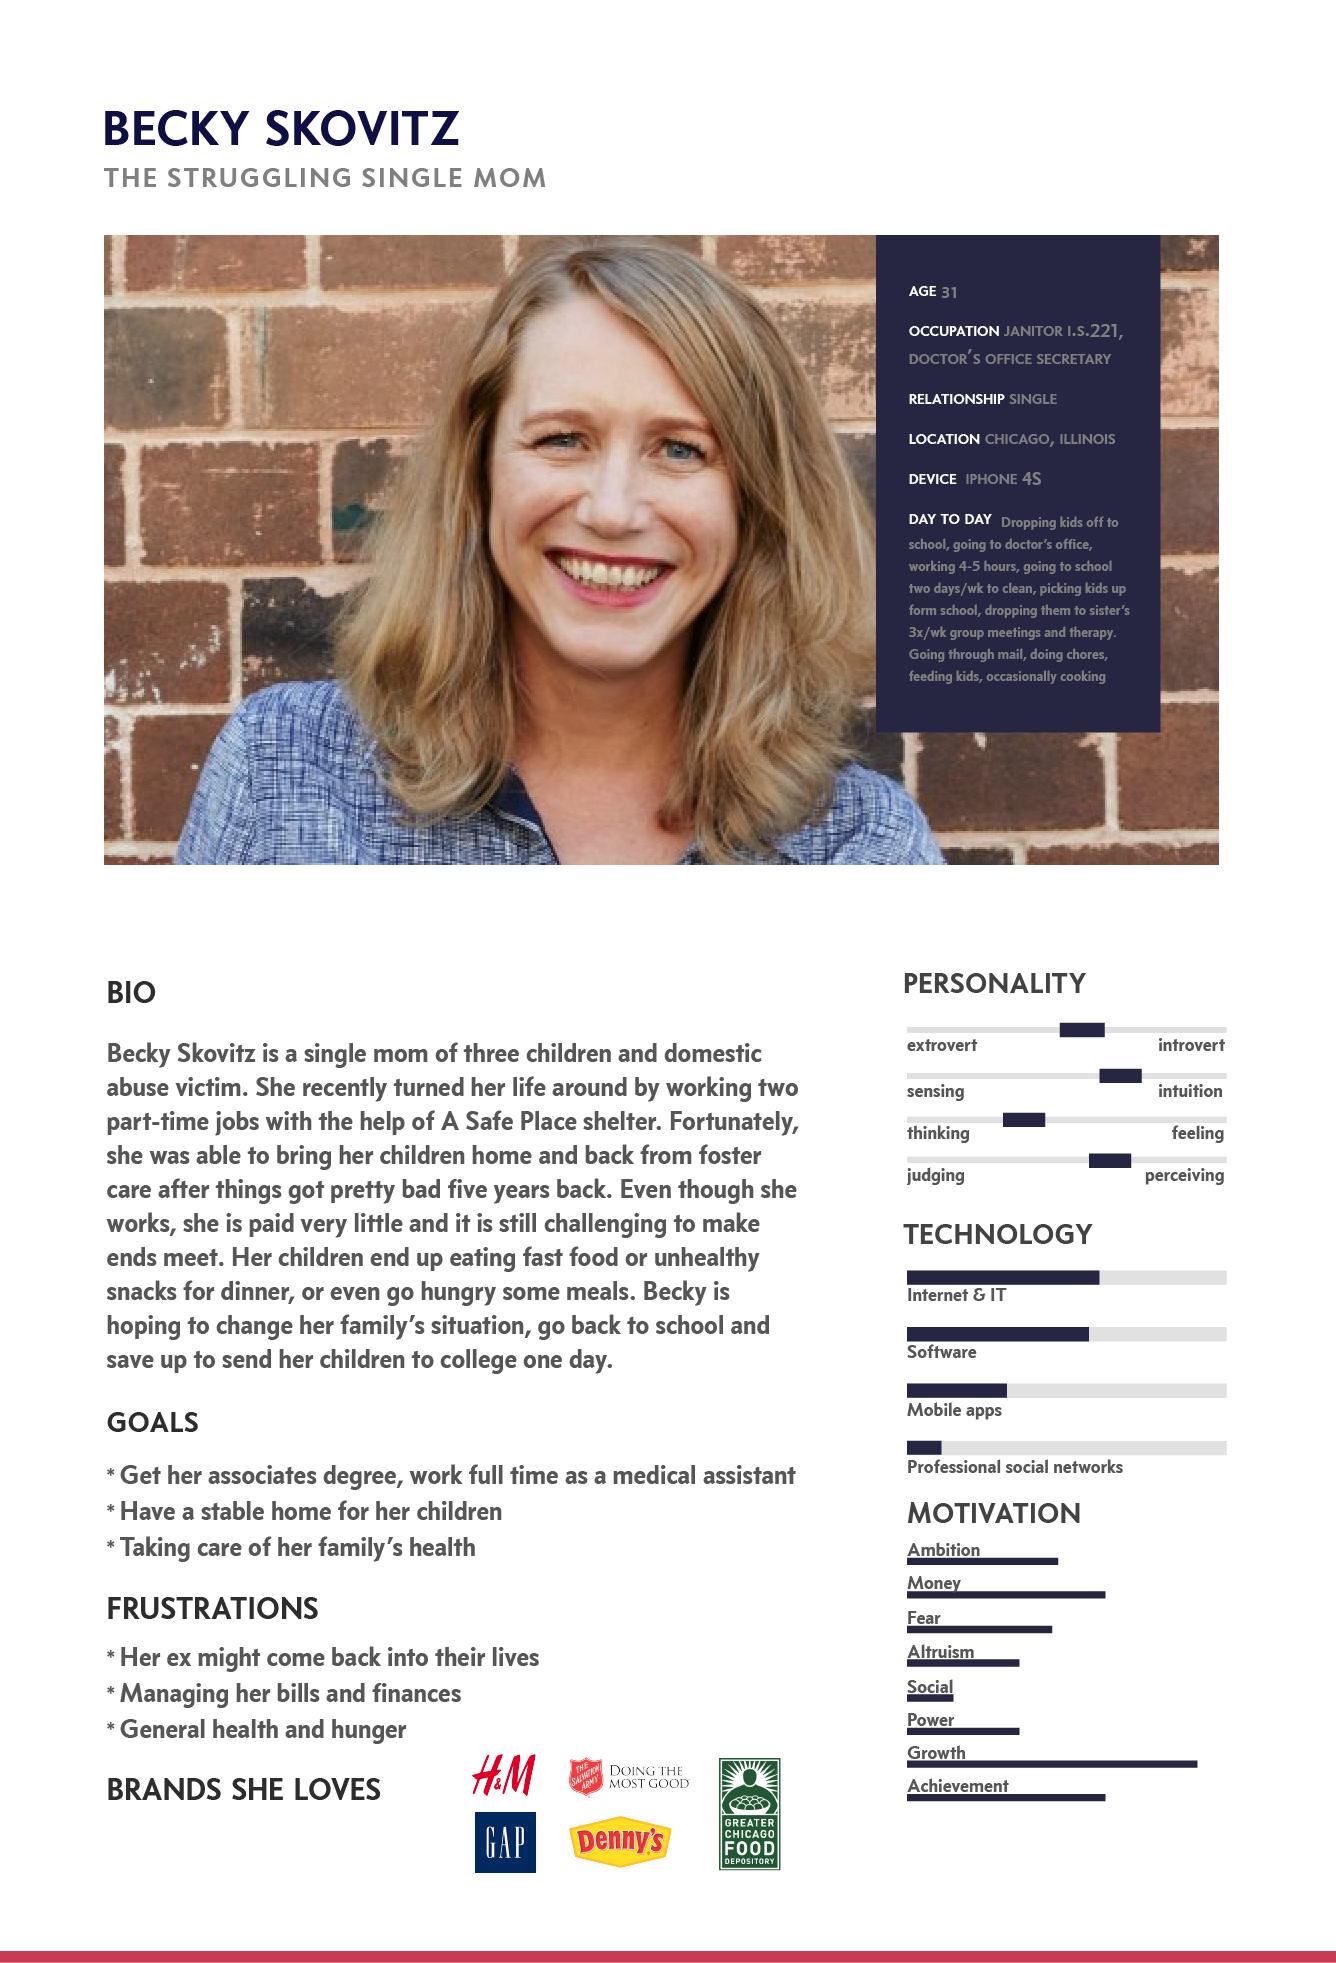 BECKY SKOVITZ
THE STRUGGLING SINGLE MOM
AGE 31
OCCUPATION JANITOR I.S.221,
DOCTOR'S OFFICE SECRETARY
RELATIONSHIP SINGLE
LOCATION CHICAGO, ILLINOIS
DEVICE IPHONE 4S
DAY TO DAY Dropping kids off to
school, going to doctor's office,
working 4-5 hours, going to school
two days/wk to clean, picking kids up
form school, dropping them to sister's
3x/wk group meetings and therapy.
Going through mail, doing chores,
feeding kids, occasionally cooking
BIO
Becky Skovitz is a single mom of three children and domestic
abuse victim. She recently turned her life around by working two
part-time jobs with the help of A Safe Place shelter. Fortunately,
she was able to bring her children home and back from foster
care after things got pretty bad five years back. Even though she
works, she is paid very little and it is still challenging to make
ends meet. Her children end up eating fast food or unhealthy
snacks for dinner, or even go hungry some meals. Becky is
hoping to change her family's situation, go back to school and
save up to send her children to college one day.
GOALS
* Get her associates degree, work full time as a medical assistant
* Have a stable home for her children
* Taking care of her family's health
FRUSTRATIONS
* Her ex might come back into their lives
* Managing her bills and finances
* General health and hunger
BRANDS SHE LOVES
H&M
THE SALVATION ARMY
DOING THE
MOST GOOD
GAP
Denny's
GREATER
CHICAGO
FOOD
DEPOSITORY
PERSONALITY
extrovert introvert
sensing intuition
thinking feeling
judging perceiving
TECHNOLOGY
Internet & IT
Software
Mobile apps
Professional social networks
MOTIVATION
Ambition
Money
Fear
Altruism
Social
Power
Growth
Achievement